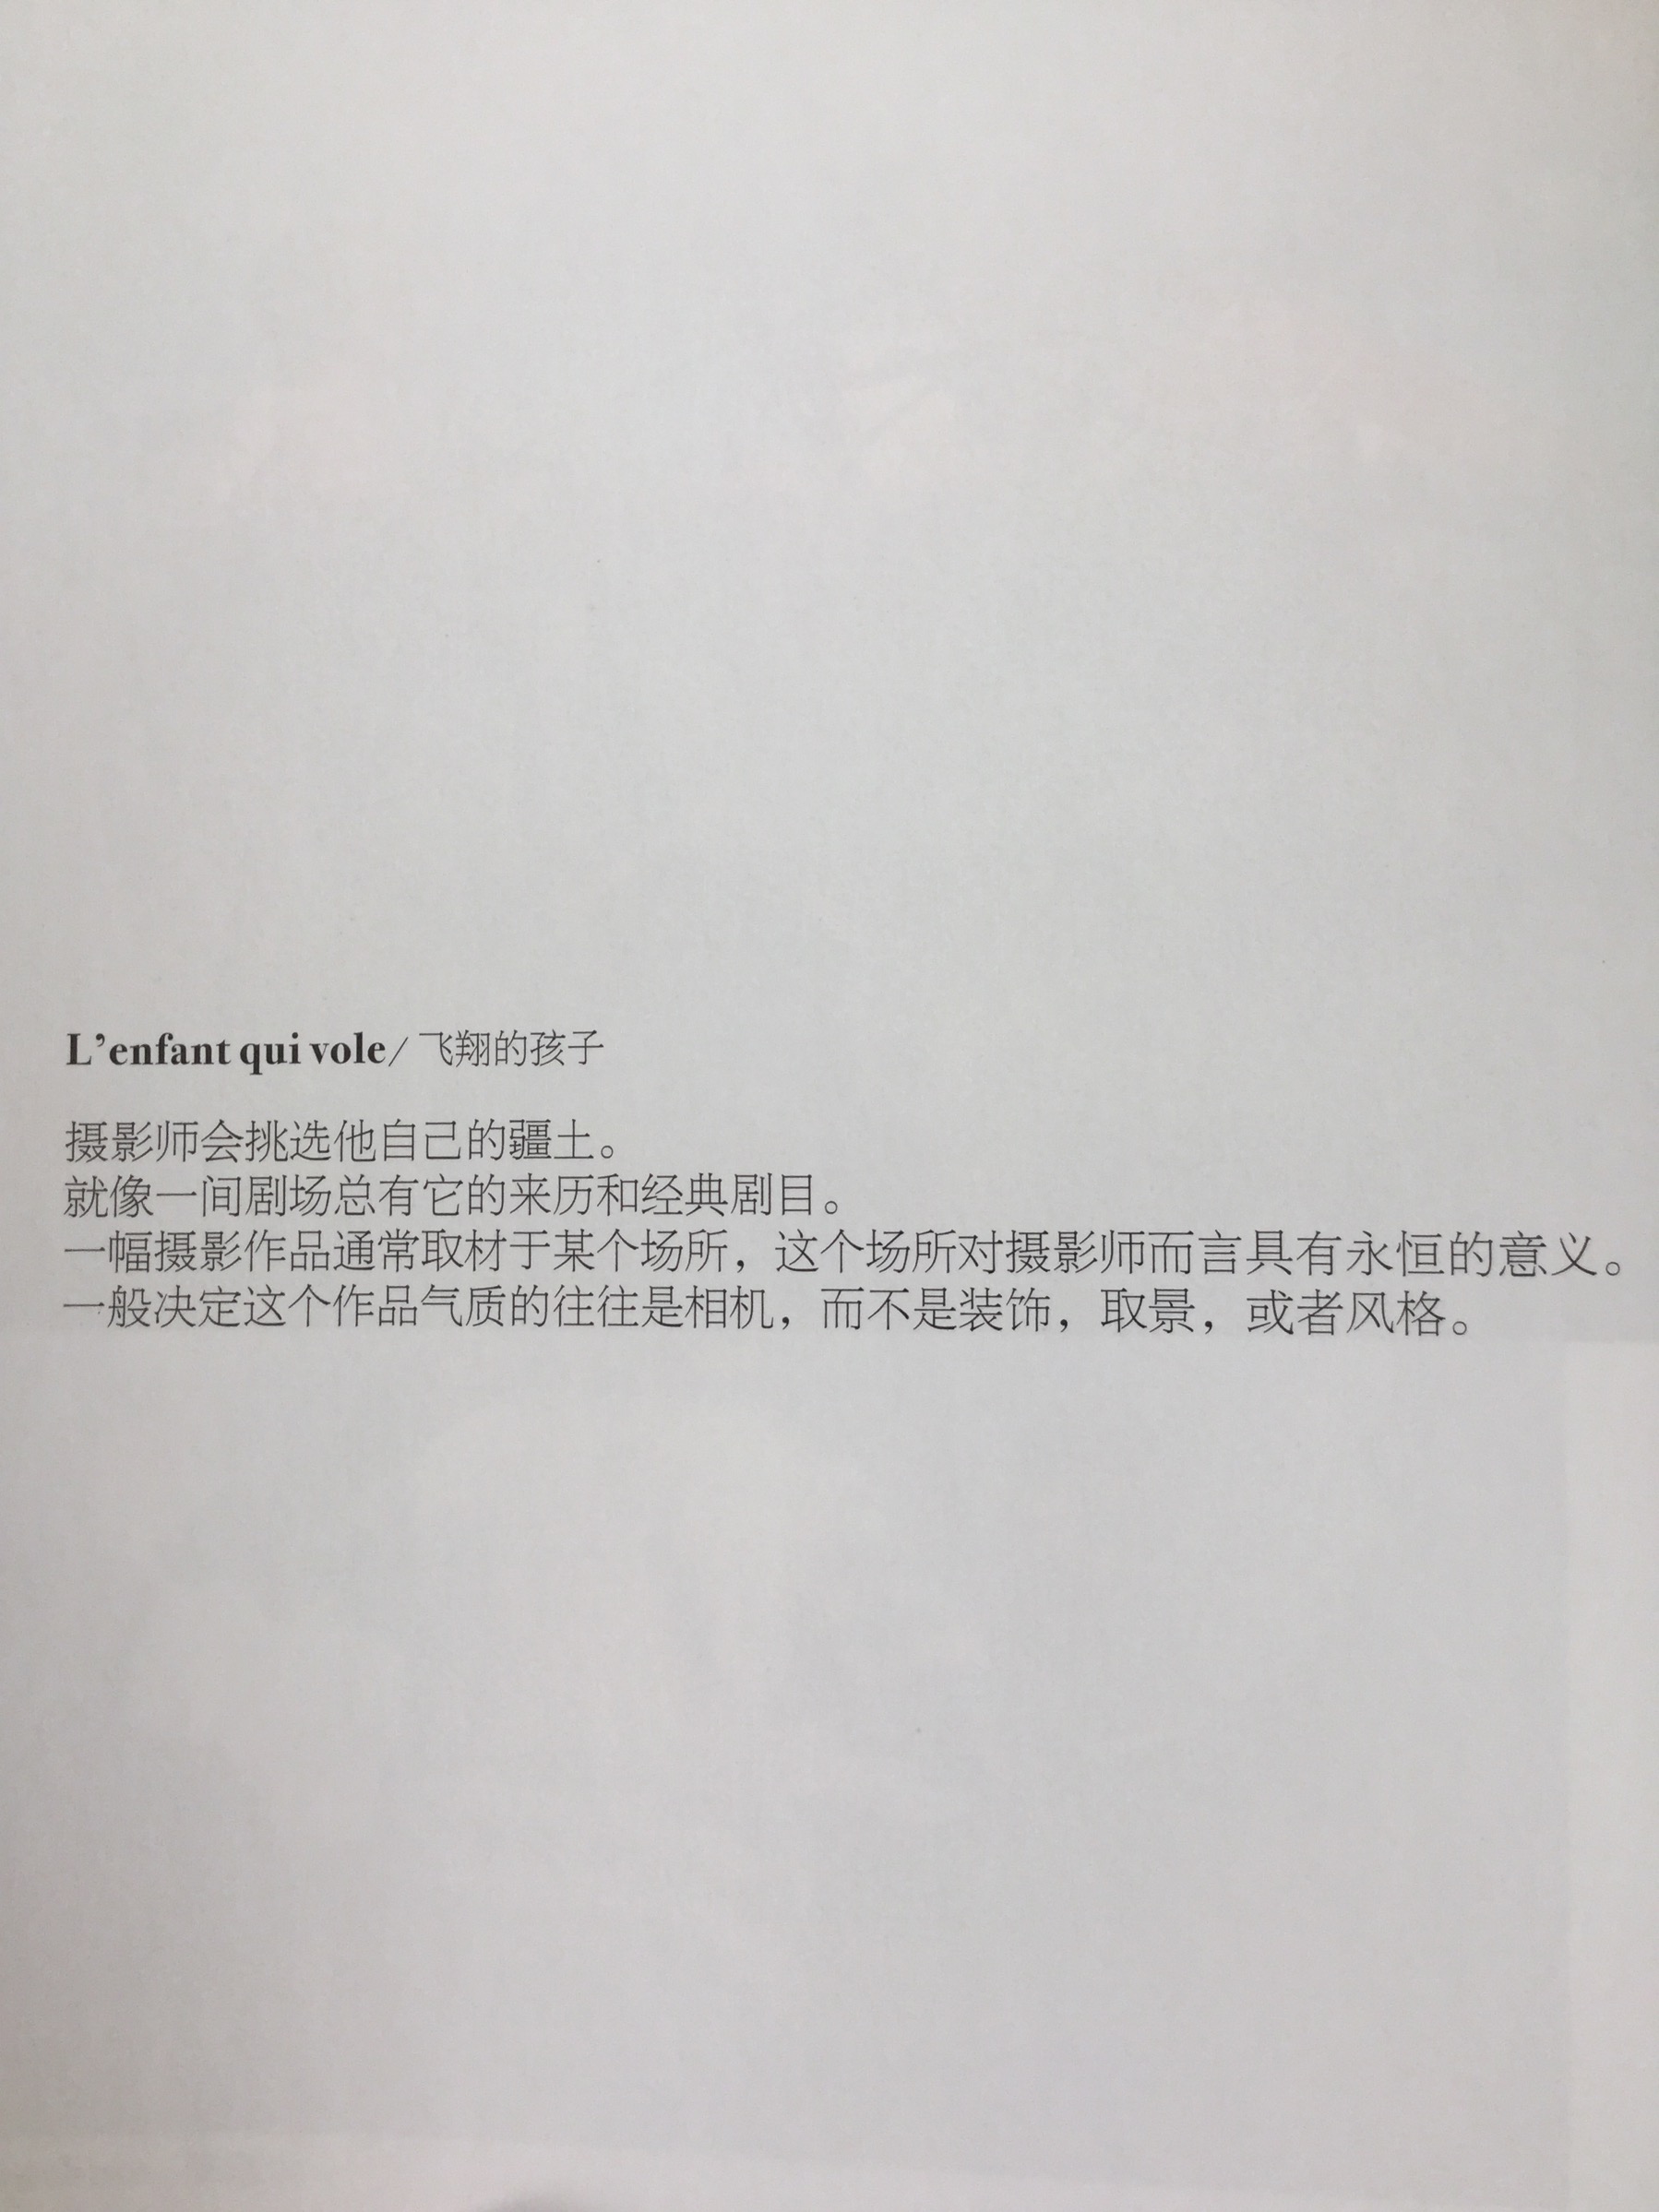 L’enfant qui vole/ 飞翔的孩子
摄影师会挑选他自己的疆土。
就像一间剧场总有它的来历和经典剧目。
一幅摄影作品通常取材于某个场所，这个场所对摄影师而言具有永恒的意义。
一般决定这个作品气质的往往是相机，而不是装饰，取景，或者风格。